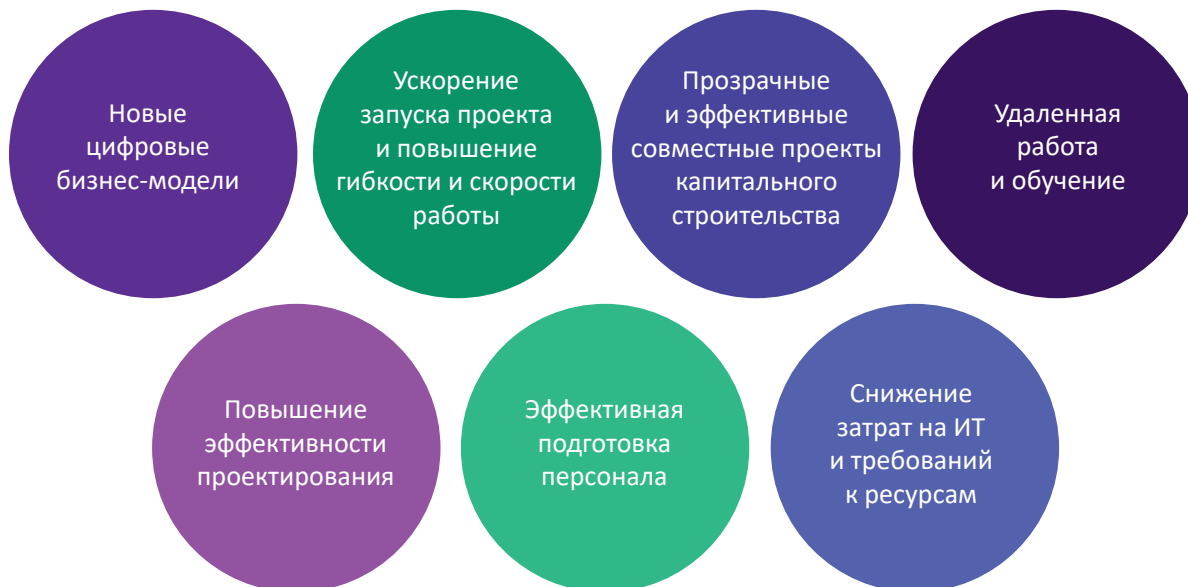 Новые
цифровые
бизнес-модели
Ускорение
запуска проекта
и повышение
гибкости и скорости
работы
Прозрачные
и эффективные
совместные проекты
капитального
строительства
Удаленная
работа
и обучение
Повышение
эффективности
проектирования
Эффективная
подготовка
персонала
Снижение
затрат на ИТ
и требований
к ресурсам